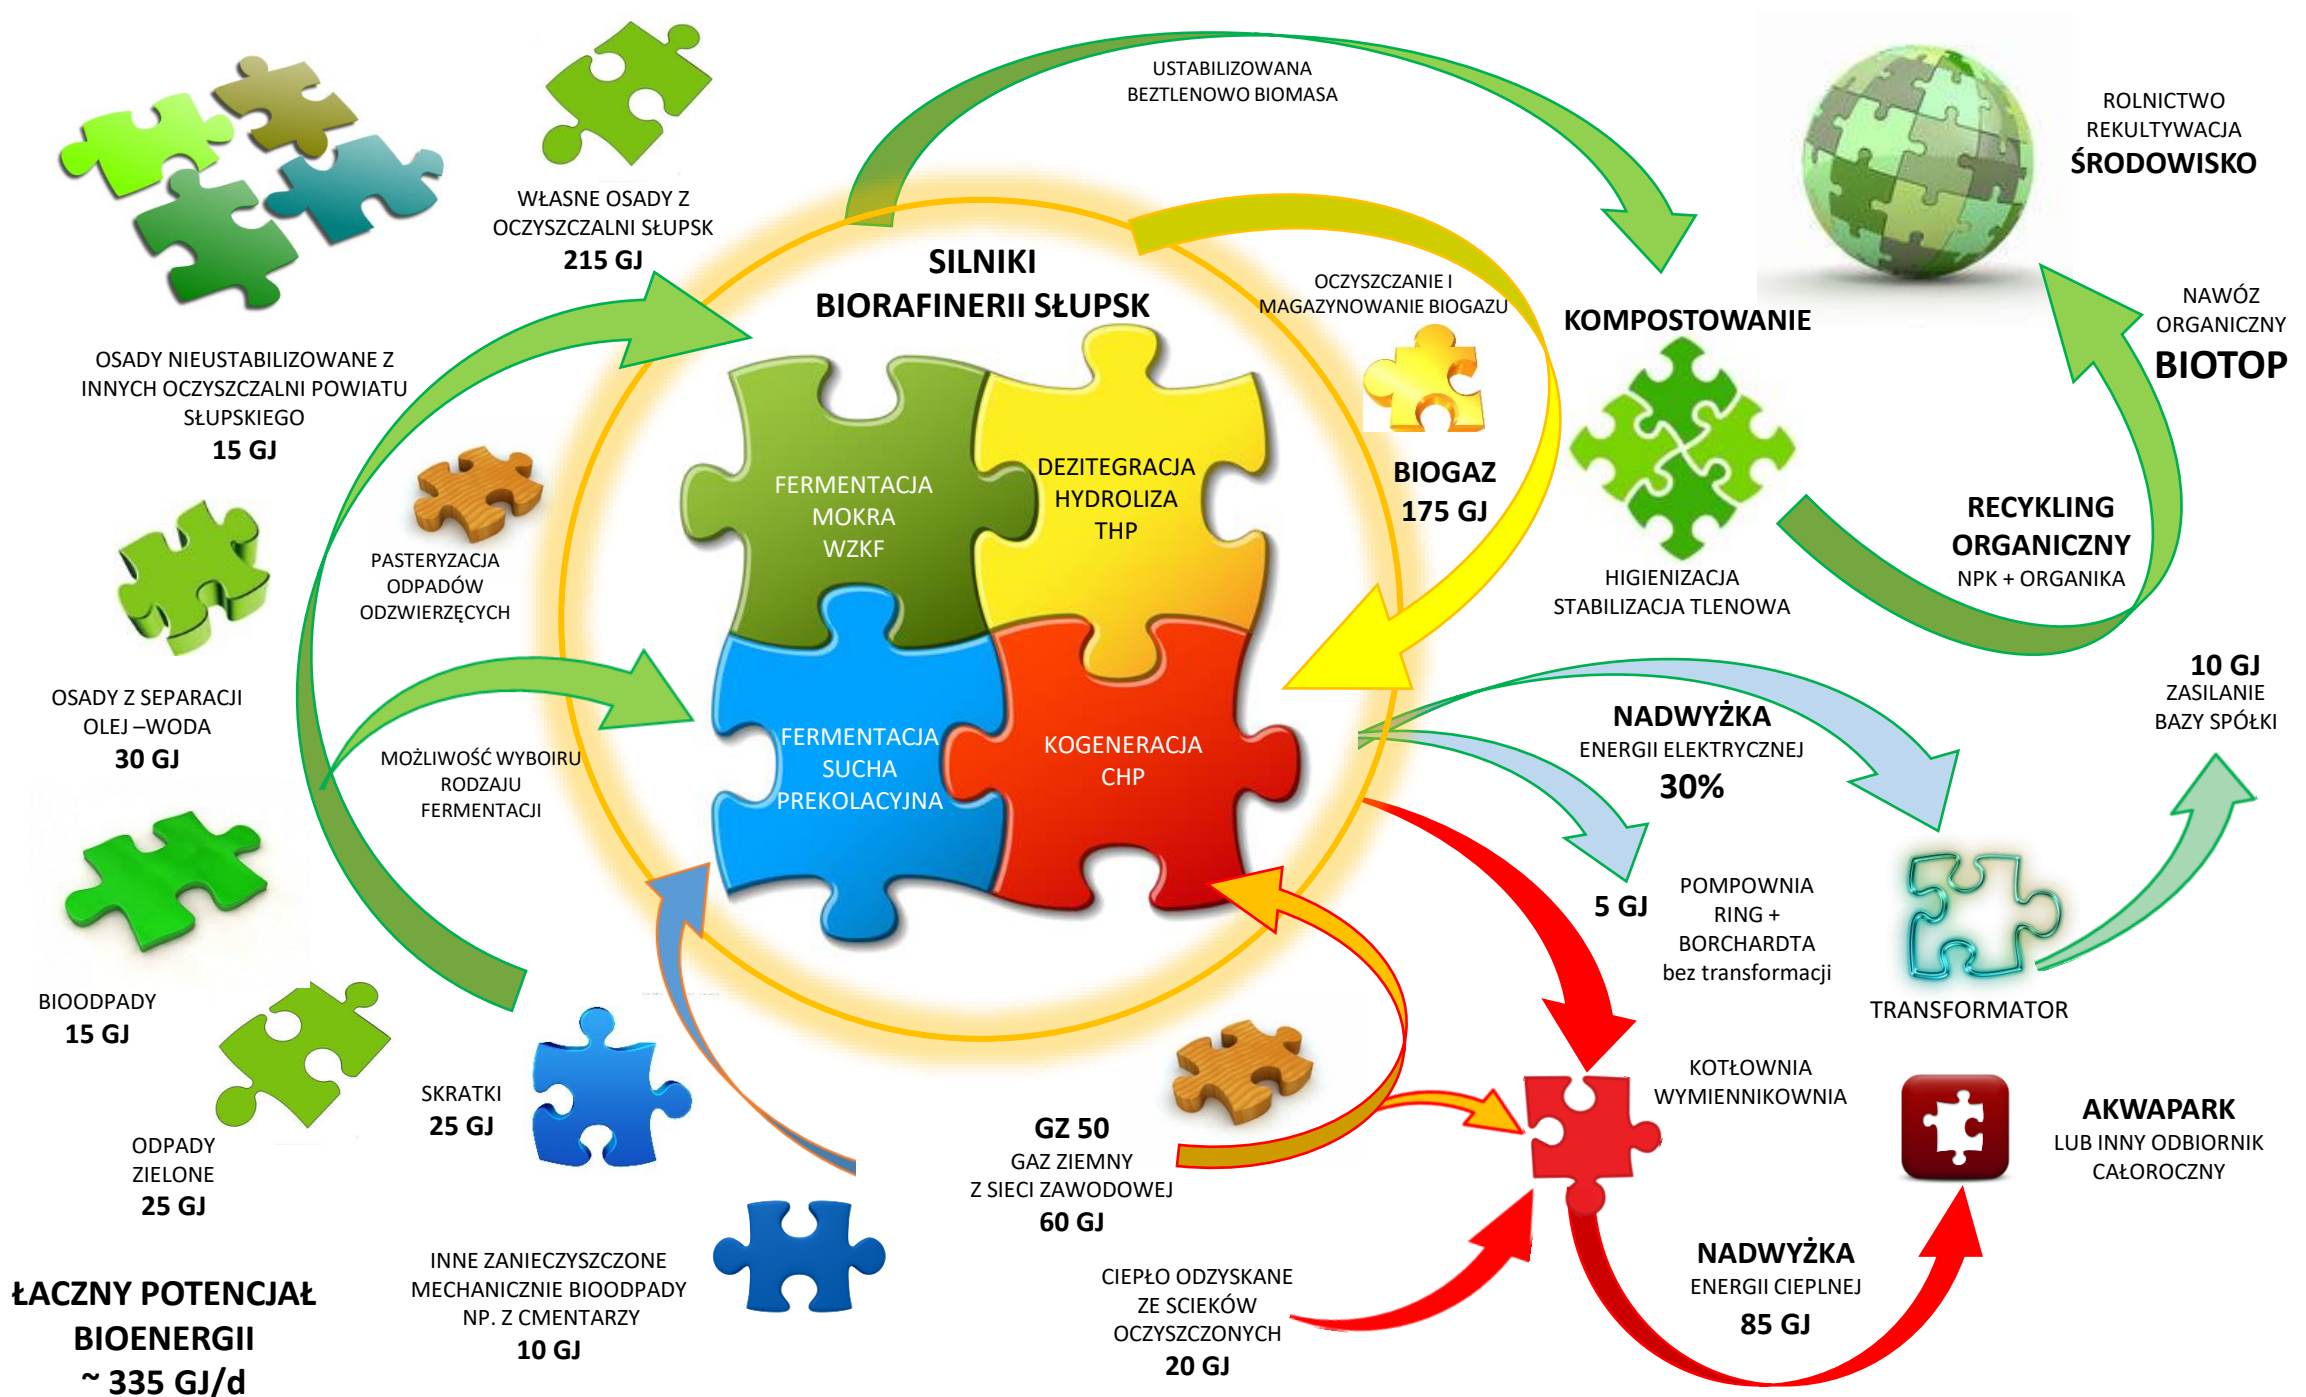 USTABILIZOWANA
BEZTLENOWO BIOMASA
ROLNICTWO
REKULTYWACJA
ŚRODOWISKO
WŁASNE OSADY Z
OCZYSZCZALNI SŁUPSK
215 GJ
SILNIKI
BIORAFINERII SŁUPSK
OCZYSZCZANIE I
MAGAZYNOWANIE BIOGAZU
KOMPOSTOWANIE
NAWÓZ
ORGANICZNY
BIOTOP
OSADY NIEUSTABILIZOWANE Z
INNYCH OCZYSZCZALNI POWIATU
SŁUPSKIEGO
15 GJ
FERMENTACJA
MOKRA
WZKF
DEZITEGRACJA
HYDROLIZA
THP
BIOGAZ
175 GJ
RECYKLING
ORGANICZNY
NPK + ORGANIKA
PASTERYZACJA
ODPADÓW
ODZWIERZĘCYCH
HIGIENIZACJA
STABILIZACJA TLENOWA
OSADY Z SEPARACJI
OLEJ –WODA
30 GJ
MOŻLIWOŚĆ WYBOIRU
RODZAJU
FERMENTACJI
FERMENTACJA
SUCHA
PREKOLACYJNA
KOGENERACJA
CHP
NADWYŻKA
ENERGII ELEKTRYCZNEJ
30%
10 GJ
ZASILANIE
BAZY SPÓŁKI
5 GJ
POMPOWNIA
RING +
BORCHARDTA
bez transformacji
TRANSFORMATOR
BIOODPADY
15 GJ
ODPADY
ZIELONE
25 GJ
SKRATKI
25 GJ
GZ 50
GAZ ZIEMNY
Z SIECI ZAWODOWEJ
60 GJ
KOTŁOWNIA
WYMIENNIKOWNIA
AKWAPARK
LUB INNY ODBIORNIK
CAŁOROCZNY
ŁACZNY POTENCJAŁ
BIOENERGII
~ 335 GJ/d
INNE ZANIECZYSZCZONE
MECHANICZNIE BIOODPADY
NP. Z CMENTARZY
10 GJ
CIEPŁO ODZYSKANE
ZE SCIEKÓW
OCZYSZCZONYCH
20 GJ
NADWYŻKA
ENERGII CIEPLNEJ
85 GJ